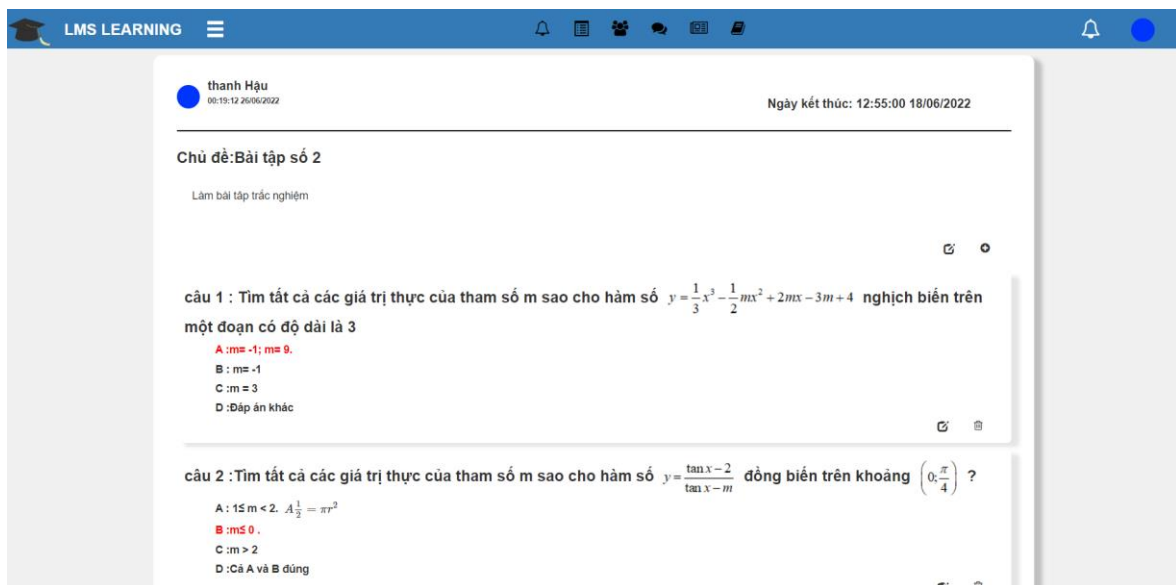 LMS LEARNING
thanh Hậu
00:19:12 26/06/2022
Ngày kết thúc: 12:55:00 18/06/2022
Chủ đề:Bài tập số 2
Làm bài tâp trắc nghiệm
câu 1 : Tìm tất cả các giá trị thực của tham số m sao cho hàm số y = 1/3 x³ − 1/2 mx² + 2mx − 3m + 4 nghịch biến trên
một đoạn có độ dài là 3
A :m= -1; m= 9.
B : m= -1
C :m = 3
D :Đáp án khác
câu 2 :Tìm tất cả các giá trị thực của tham số m sao cho hàm số y = (tan x − 2)/(tan x − m) đồng biến trên khoảng (0; π/4) ?
A : 1≤ m < 2. A 1/2 = πr²
B :m≤ 0 .
C :m > 2
D :Cả A và B đúng